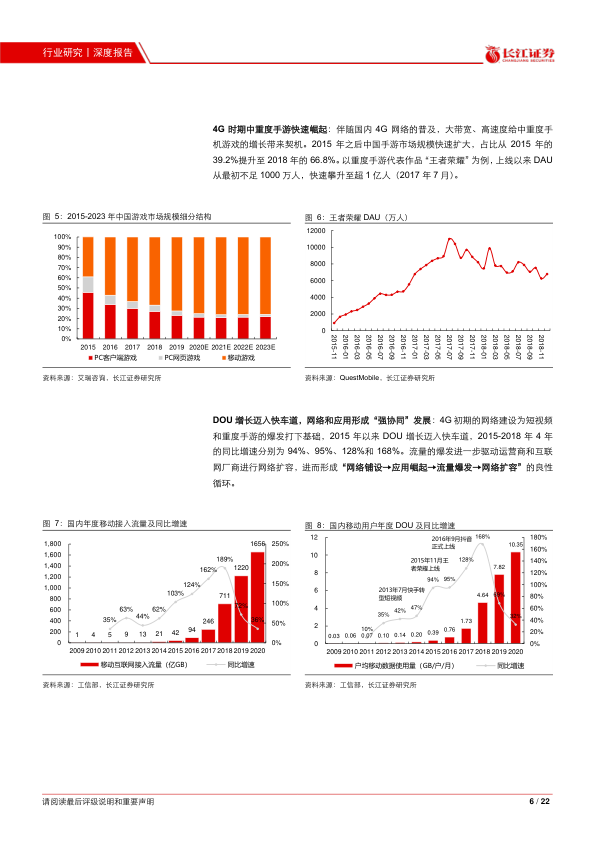 行业研究丨深度报告
长江证券
CHANGJIANG SECURITIES
4G 时期中重度手游快速崛起：伴随国内 4G 网络的普及，大带宽、高速度给中重度手
机游戏的增长带来契机。2015 年之后中国手游市场规模快速扩大，占比从 2015 年的
39.2%提升至 2018 年的 66.8%。以重度手游代表作品“王者荣耀”为例，上线以来 DAU
从最初不足 1000 万人，快速攀升至超 1 亿人（2017 年 7 月）。
图 5：2015-2023 年中国游戏市场规模细分结构
100%
90%
80%
70%
60%
50%
40%
30%
20%
10%
0%
2015 2016 2017 2018 2019 2020E 2021E 2022E 2023E
PC客户端游戏 PC网页游戏 移动游戏
资料来源：艾瑞咨询，长江证券研究所
图 6：王者荣耀 DAU（万人）
12000
10000
8000
6000
4000
2000
0
2015-11 2016-01 2016-03 2016-05 2016-07 2016-09 2016-11 2017-01 2017-03 2017-05 2017-07 2017-09 2017-11 2018-01 2018-03 2018-05 2018-07 2018-09 2018-11
资料来源：QuestMobile，长江证券研究所
DOU 增长迈入快车道，网络和应用形成“强协同”发展：4G 初期的网络建设为短视频
和重度手游的爆发打下基础，2015 年以来 DOU 增长迈入快车道，2015-2018 年 4 年
的同比增速分别为 94%、95%、128%和 168%。流量的爆发进一步驱动运营商和互联
网厂商进行网络扩容，进而形成“网络铺设→应用崛起→流量爆发→网络扩容”的良性
循环。
图 7：国内年度移动接入流量及同比增速
1,800
1,600
1,400
1,200
1,000
800
600
400
200
0
250%
200%
150%
100%
50%
0%
1 4 5 9 13 21 42 94 246 711 1220 1656
35% 63% 44% 62% 103% 124% 162% 189%
2009 2010 2011 2012 2013 2014 2015 2016 2017 2018 2019 2020
移动互联网接入流量（亿GB） 同比增速
资料来源：工信部，长江证券研究所
图 8：国内移动用户年度 DOU 及同比增速
12
10
8
6
4
2
0
180%
160%
140%
120%
100%
80%
60%
40%
20%
0%
2016年9月抖音
正式上线
2015年11月王
者荣耀上线
2013年7月快手转
型短视频
0.03 0.06 0.07 0.10 0.14 0.20 0.39 0.76 1.73 4.64 7.82 10.35
10% 35% 42% 47% 94% 95% 128% 168%
2009 2010 2011 2012 2013 2014 2015 2016 2017 2018 2019 2020
户均移动数据使用量（GB/户/月） 同比增速
资料来源：工信部，长江证券研究所
请阅读最后评级说明和重要声明
6 / 22